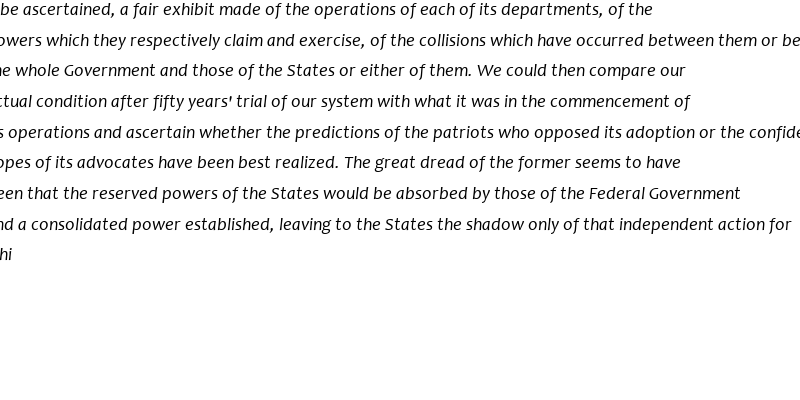 be ascertained, a fair exhibit made of the operations of each of its departments, of the
owers which they respectively claim and exercise, of the collisions which have occurred between them or be
he whole Government and those of the States or either of them. We could then compare our
ctual condition after fifty years' trial of our system with what it was in the commencement of
s operations and ascertain whether the predictions of the patriots who opposed its adoption or the confide
opes of its advocates have been best realized. The great dread of the former seems to have
een that the reserved powers of the States would be absorbed by those of the Federal Government
nd a consolidated power established, leaving to the States the shadow only of that independent action for
hi